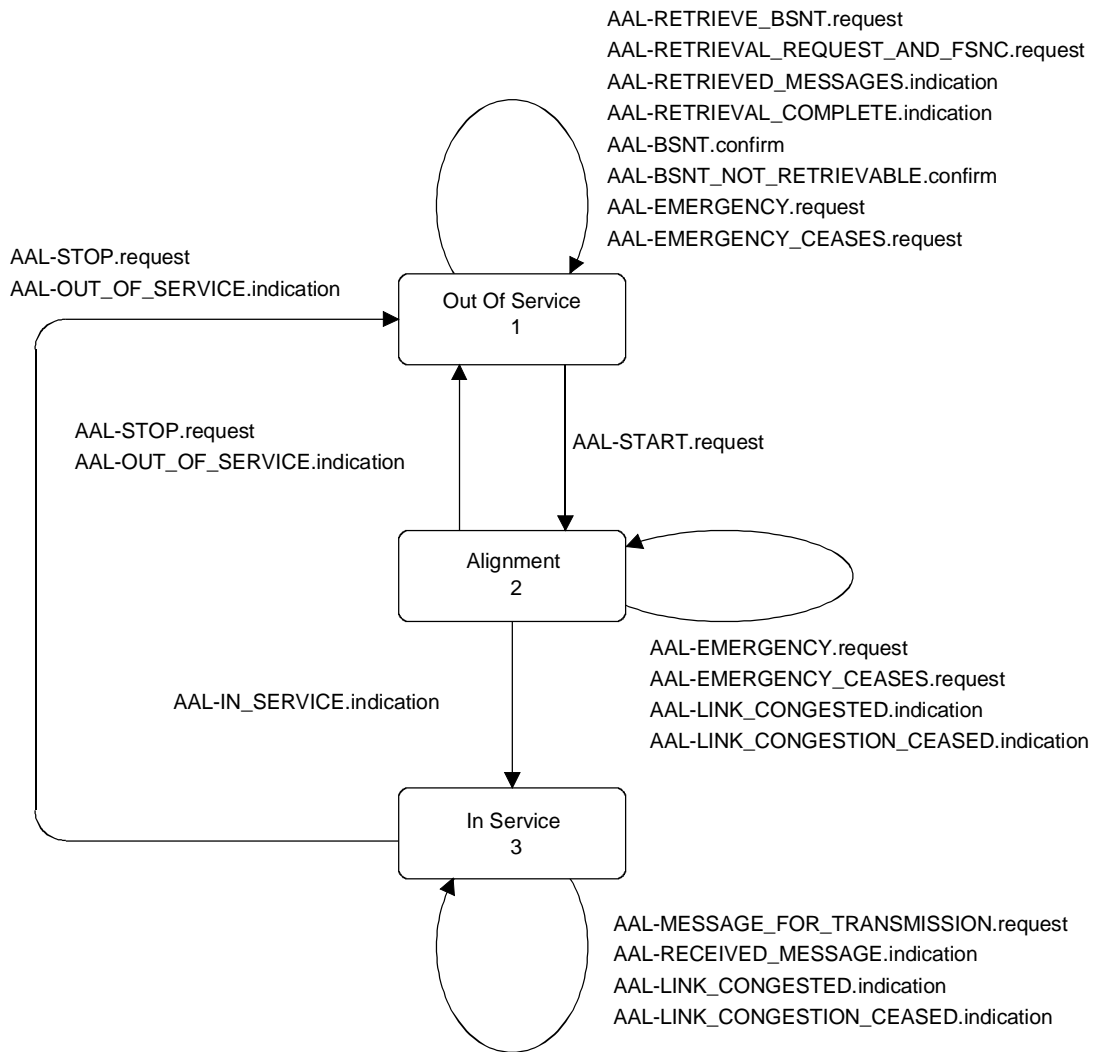 AAL-RETRIEVE_BSNT.request
AAL-RETRIEVAL_REQUEST_AND_FSNC.request
AAL-RETRIEVED_MESSAGES.indication
AAL-RETRIEVAL_COMPLETE.indication
AAL-BSNT.confirm
AAL-BSNT_NOT_RETRIEVABLE.confirm
AAL-EMERGENCY.request
AAL-EMERGENCY_CEASES.request
AAL-STOP.request
AAL-OUT_OF_SERVICE.indication
Out Of Service
1
AAL-STOP.request
AAL-OUT_OF_SERVICE.indication
AAL-START.request
Alignment
2
AAL-EMERGENCY.request
AAL-EMERGENCY_CEASES.request
AAL-LINK_CONGESTED.indication
AAL-LINK_CONGESTION_CEASED.indication
AAL-IN_SERVICE.indication
In Service
3
AAL-MESSAGE_FOR_TRANSMISSION.request
AAL-RECEIVED_MESSAGE.indication
AAL-LINK_CONGESTED.indication
AAL-LINK_CONGESTION_CEASED.indication